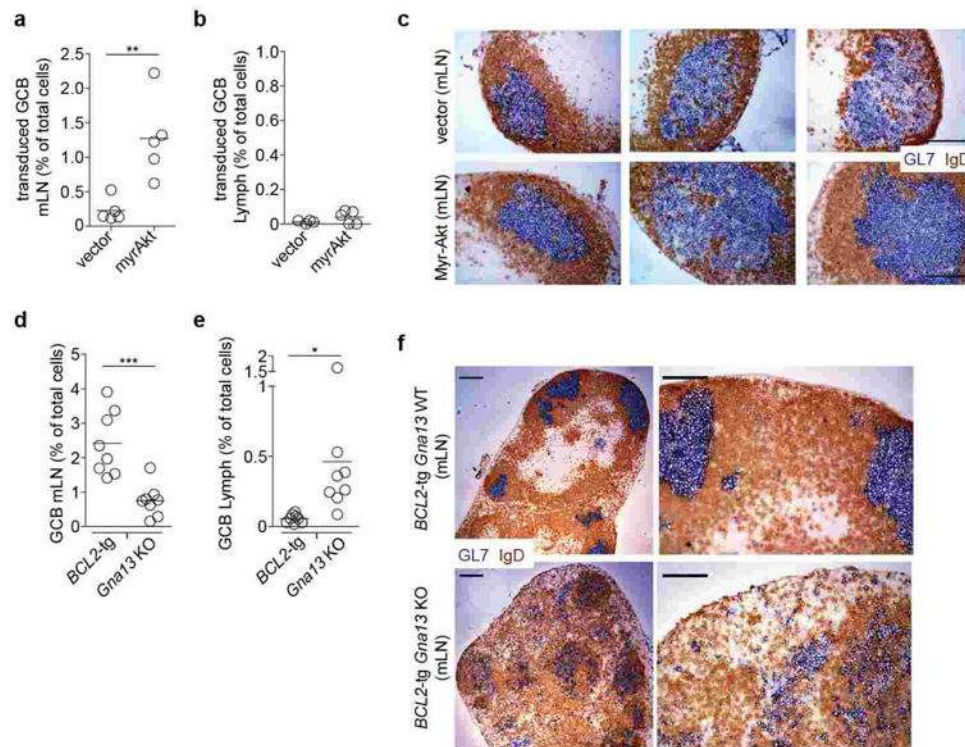 a
transduced GCB
mLN (% of total cells)
2.5
2.0
1.5
1.0
0.5
0
**
vector
myrAkt
b
transduced GCB
Lymph (% of total cells)
1.0
0.8
0.6
0.4
0.2
0
vector
myrAkt
c
vector (mLN)
Myr-Akt (mLN)
GL7 IgD
d
GCB mLN (% of total cells)
5
4
3
2
1
0
***
BCL2-tg
Gna13 KO
e
GCB Lymph (% of total cells)
2
1.5
1
0.5
0
*
BCL2-tg
Gna13 KO
f
BCL2-tg Gna13 WT
(mLN)
GL7 IgD
BCL2-tg Gna13 KO
(mLN)